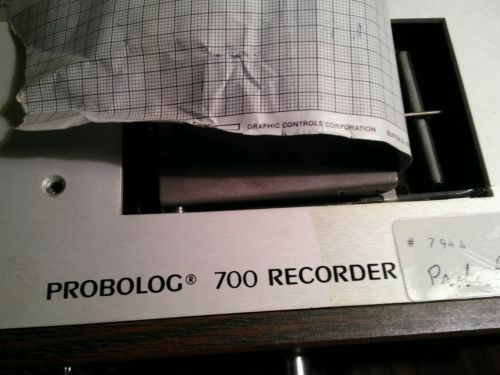 GRAPHIC CONTROLS CORPORATION
# 7944
PROBOLOG® 700 RECORDER